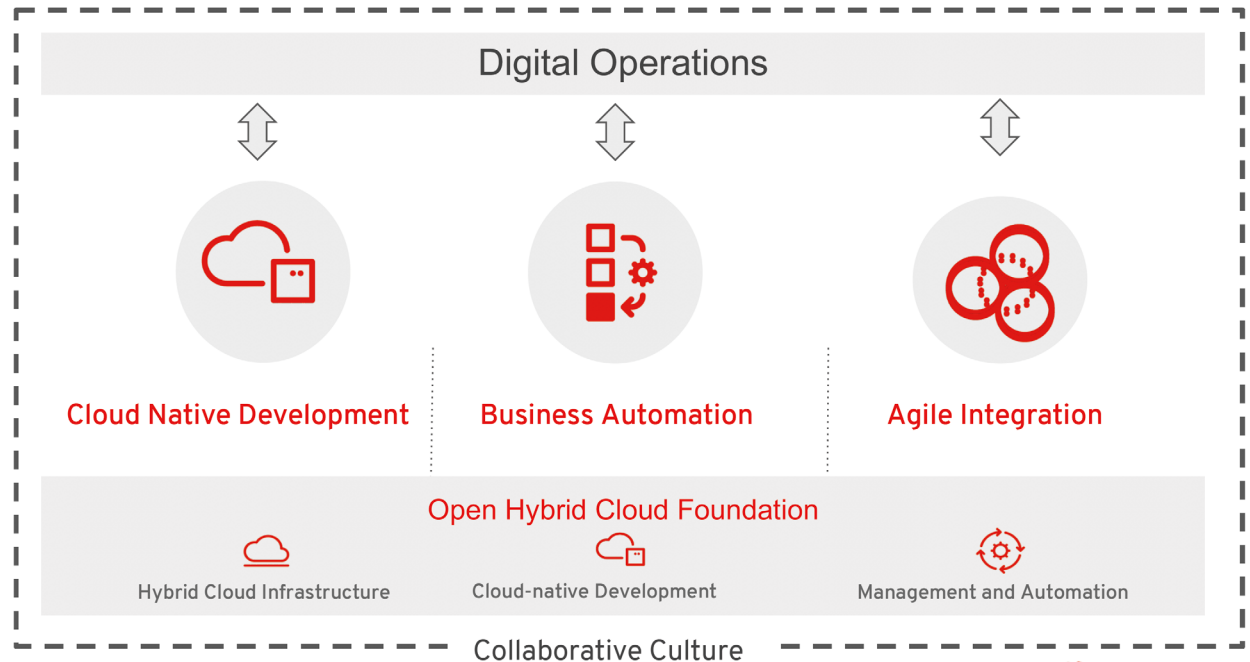 Digital Operations
Cloud Native Development
Business Automation
Agile Integration
Open Hybrid Cloud Foundation
Hybrid Cloud Infrastructure
Cloud-native Development
Management and Automation
Collaborative Culture